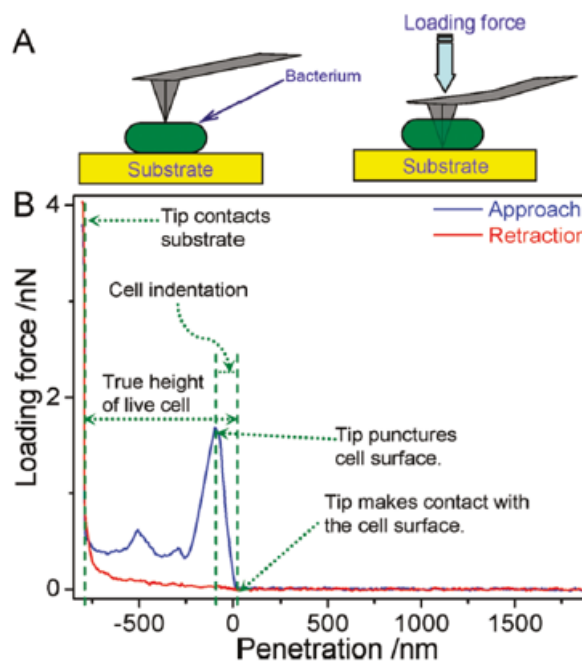 A
Loading force
Bacterium
Substrate
Substrate
B
4
Approach
Retraction
Tip contacts
substrate
Cell indentation
Loading force /nN
2
True height
of live cell
Tip punctures
cell surface.
Tip makes contact with
the cell surface.
0
-500
0
500
1000
1500
Penetration /nm